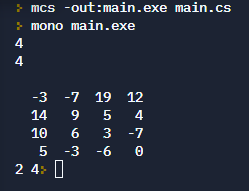 > mcs -out:main.exe main.cs
> mono main.exe
4
4
-3 -7 19 12
14 9 5 4
10 6 3 -7
5 -3 -6 0
2 4>